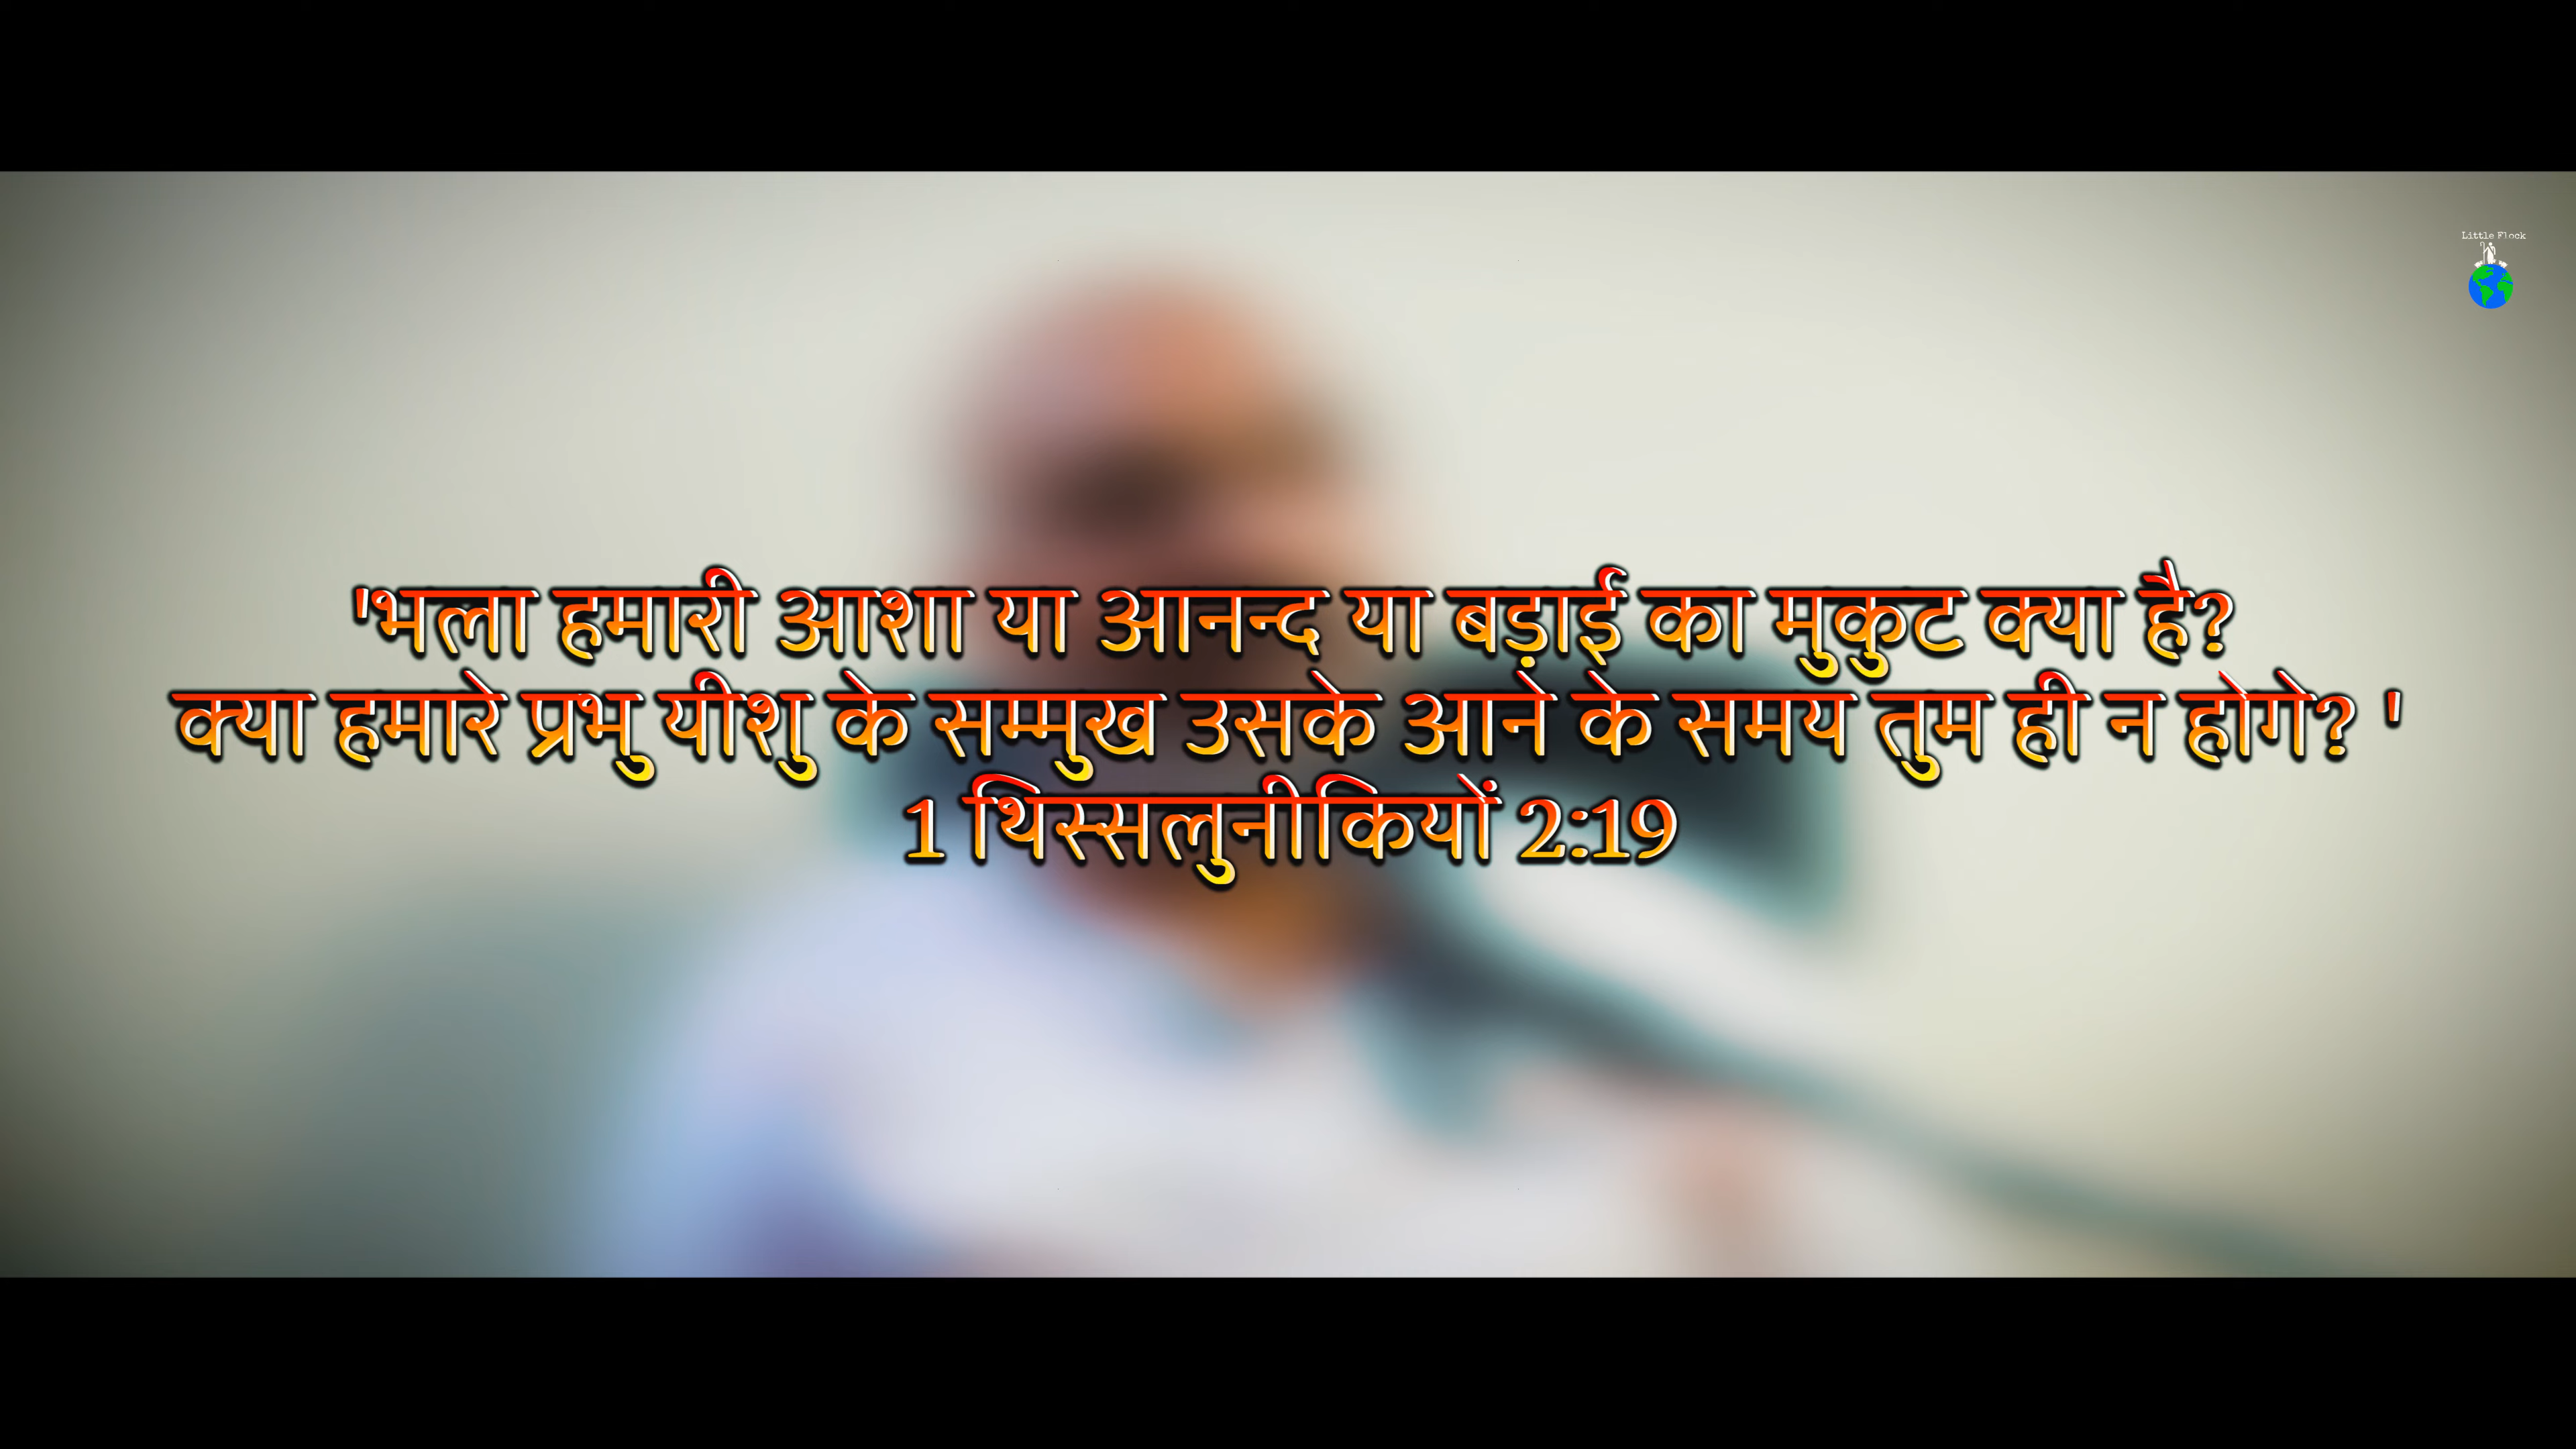 Little Flock
'भला हमारी आशा या आनन्द या बड़ाई का मुकुट क्या है?
क्या हमारे प्रभु यीशु के सम्मुख उसके आने के समय तुम ही न होगे? '
1 थिस्सलुनीकियों 2:19